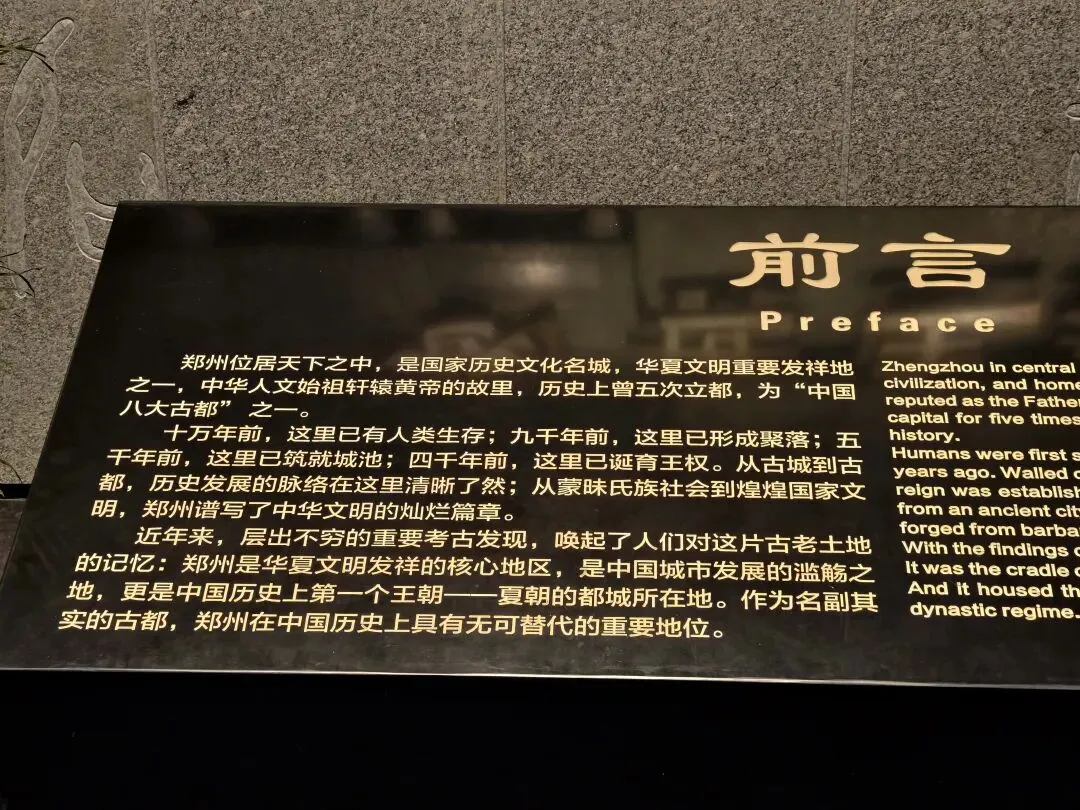 前言
Preface
郑州位居天下之中，是国家历史文化名城，华夏文明重要发祥地
之一，中华人文始祖轩辕黄帝的故里，历史上曾五次立都，为“中国
八大古都”之一。
十万年前，这里已有人类生存；九千年前，这里已形成聚落；五
千年前，这里已筑就城池；四千年前，这里已诞育王权。从古城到古
都，历史发展的脉络在这里清晰了然；从蒙昧氏族社会到煌煌国家文
明，郑州谱写了中华文明的灿烂篇章。
近年来，层出不穷的重要考古发现，唤起了人们对这片古老土地
的记忆：郑州是华夏文明发祥的核心地区，是中国城市发展的滥觞之
地，更是中国历史上第一个王朝——夏朝的都城所在地。作为名副其
实的古都，郑州在中国历史上具有无可替代的重要地位。
Zhengzhou in central
civilization, and home
reputed as the Father
capital for five times
history.
Humans were first s
years ago. Walled c
reign was establish
from an ancient city
forged from barba
With the findings o
It was the cradle o
And it housed th
dynastic regime.